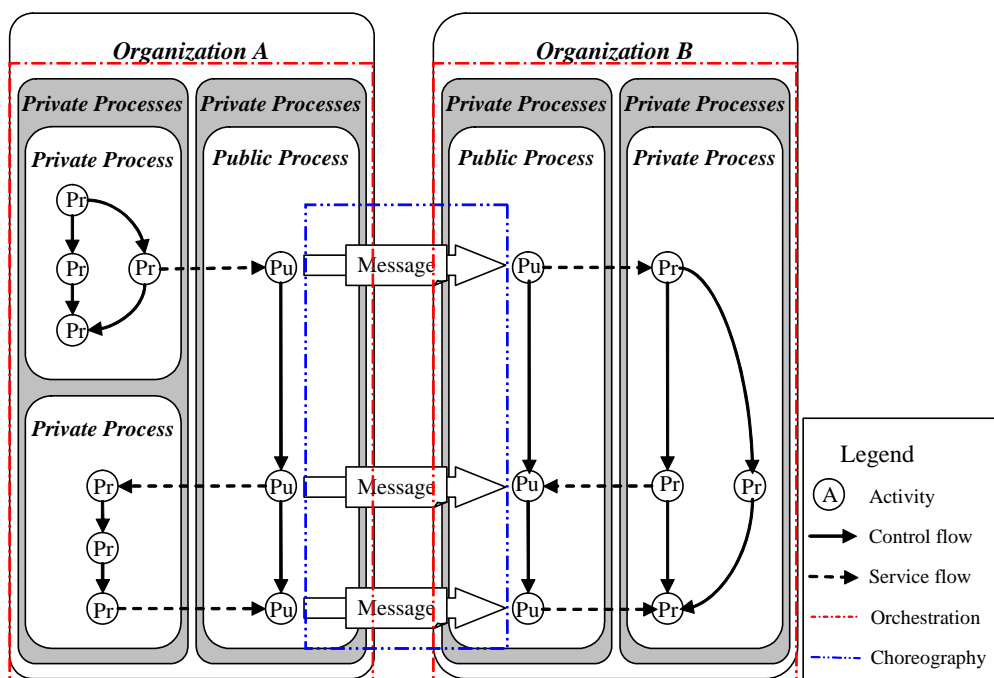 Organization A
Organization B
Private Processes
Private Processes
Private Processes
Private Processes
Private Process
Public Process
Public Process
Private Process
Pr
Pr
Pr
Pu
Message
Pu
Pr
Pr
Private Process
Pr
Pu
Message
Pu
Pr
Pr
Pr
Pr
Pu
Message
Pu
Pr
Legend
A Activity
Control flow
Service flow
Orchestration
Choreography